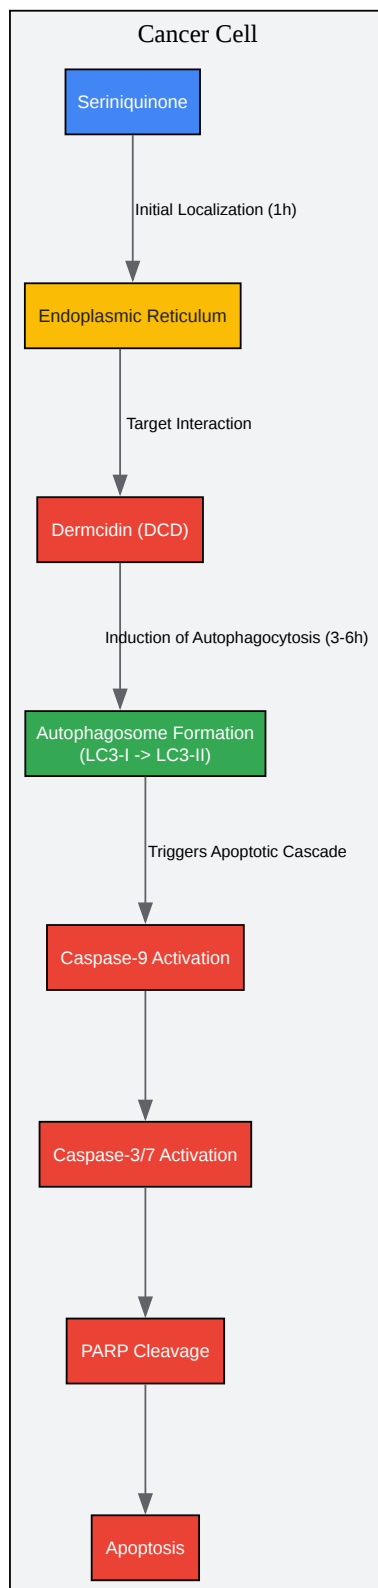 Cancer Cell
Seriniquinone
Initial Localization (1h)
Endoplasmic Reticulum
Target Interaction
Dermcidin (DCD)
Induction of Autophagocytosis (3-6h)
Autophagosome Formation
(LC3-I -> LC3-II)
Triggers Apoptotic Cascade
Caspase-9 Activation
Caspase-3/7 Activation
PARP Cleavage
Apoptosis